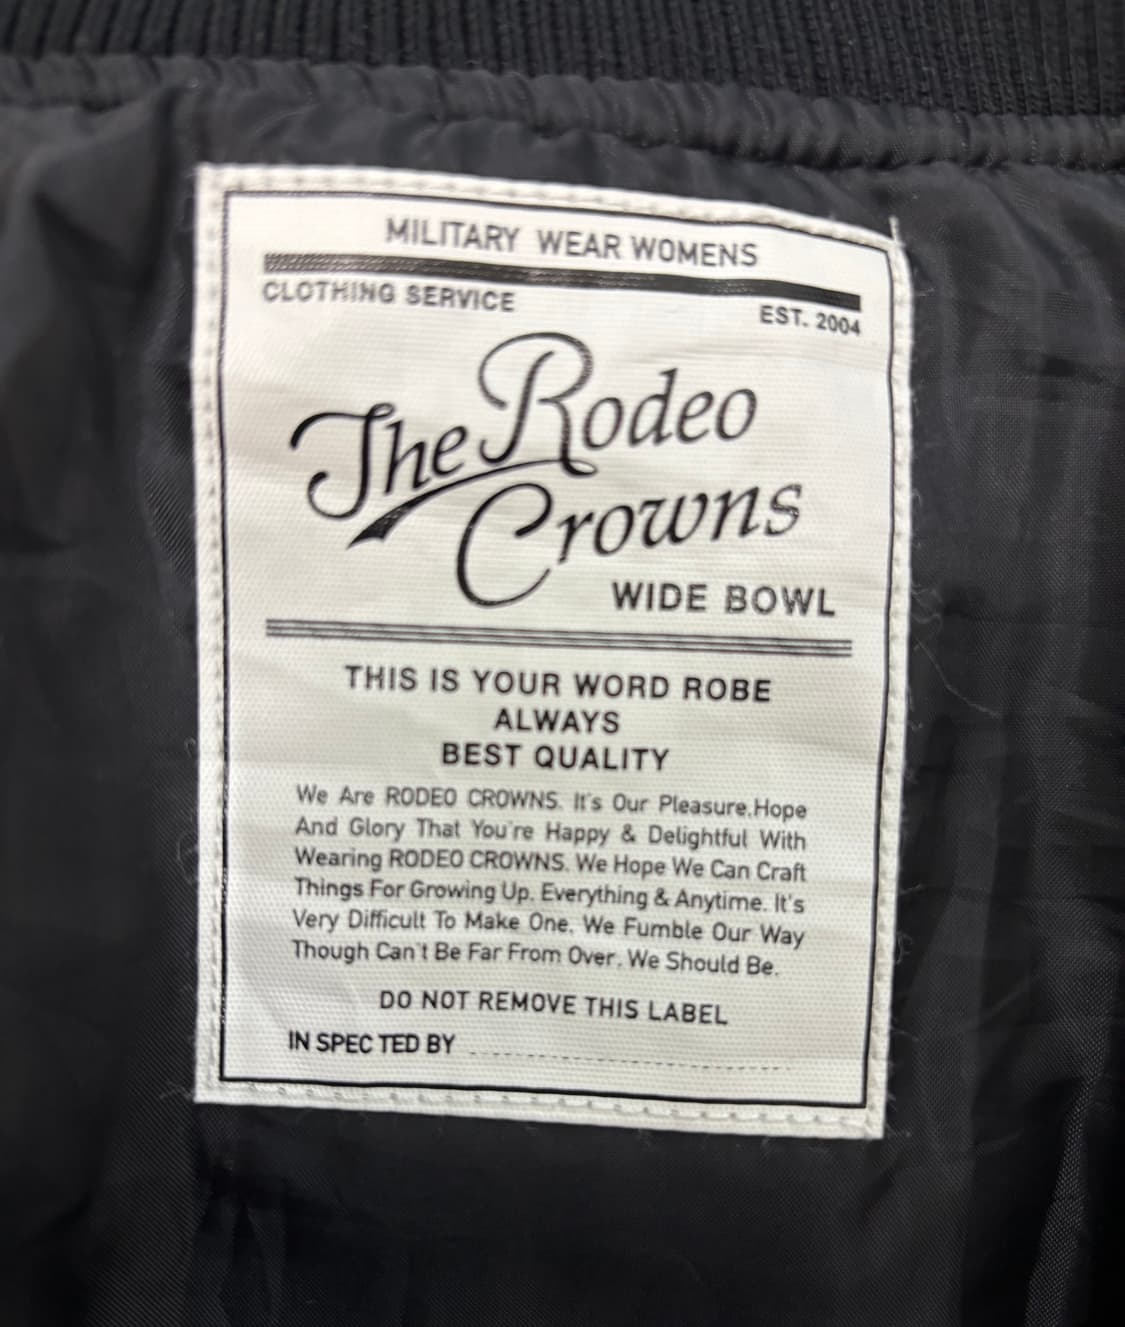 MILITARY WEAR WOMENS
CLOTHING SERVICE EST. 2004
The Rodeo
Crowns
WIDE BOWL
THIS IS YOUR WORD ROBE
ALWAYS
BEST QUALITY
We Are RODEO CROWNS. It's Our Pleasure.Hope
And Glory That You're Happy & Delightful With
Wearing RODEO CROWNS. We Hope We Can Craft
Things For Growing Up. Everything & Anytime. It's
Very Difficult To Make One. We Fumble Our Way
Though Can't Be Far From Over. We Should Be.
DO NOT REMOVE THIS LABEL
IN SPEC TED BY